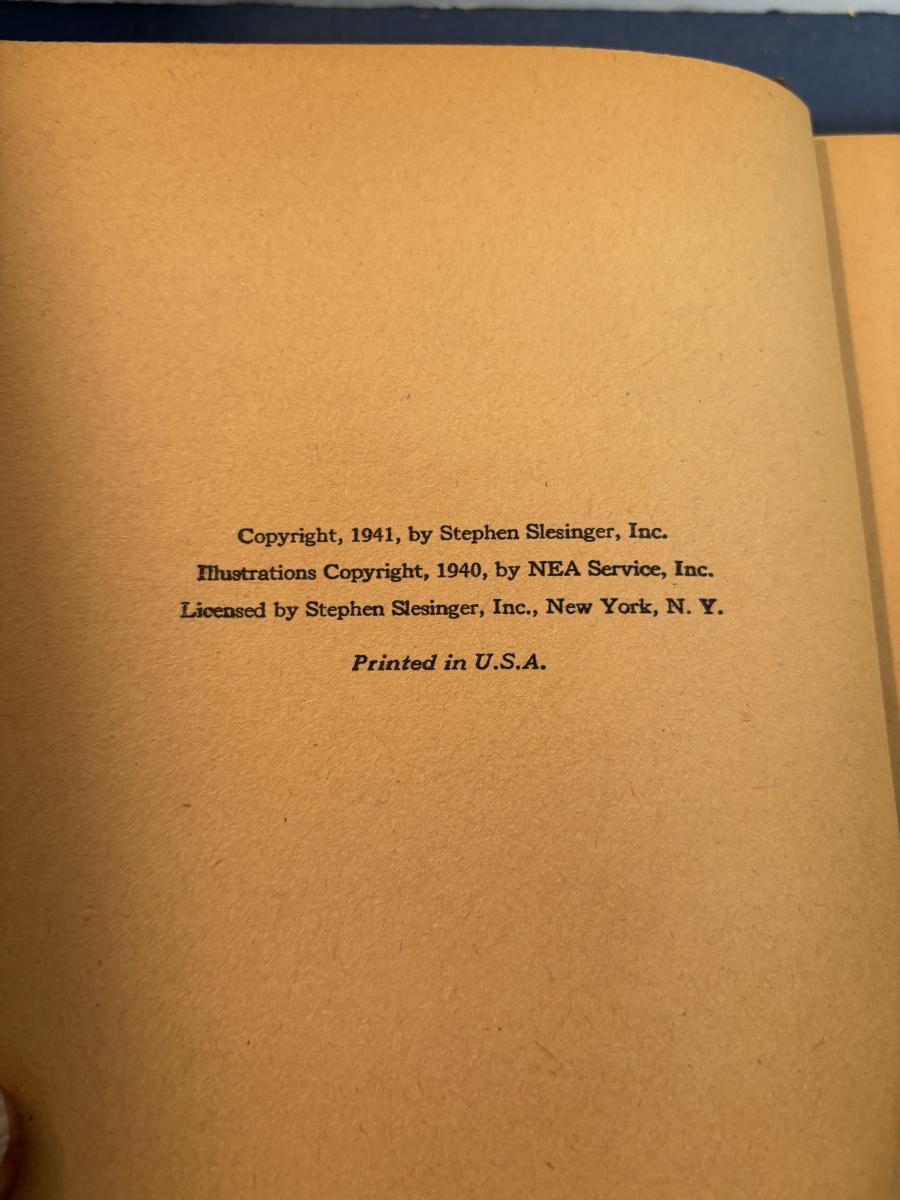 Copyright, 1941, by Stephen Slesinger, Inc.
Illustrations Copyright, 1940, by NEA Service, Inc.
Licensed by Stephen Slesinger, Inc., New York, N. Y.
Printed in U.S.A.